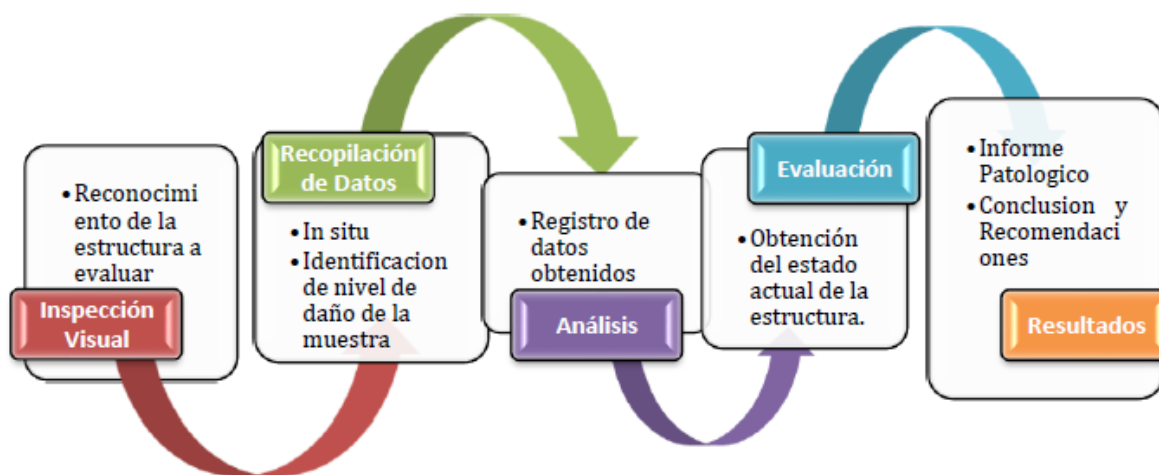 • Reconocimi
ento de la
estructura a
evaluar
Inspección
Visual
Recopilación
de Datos
• In situ
• Identificacion
de nivel de
daño de la
muestra
• Registro de
datos
obtenidos
Análisis
Evaluación
• Obtención
del estado
actual de la
estructura.
• Informe
Patologico
• Conclusion y
Recomendaci
ones
Resultados